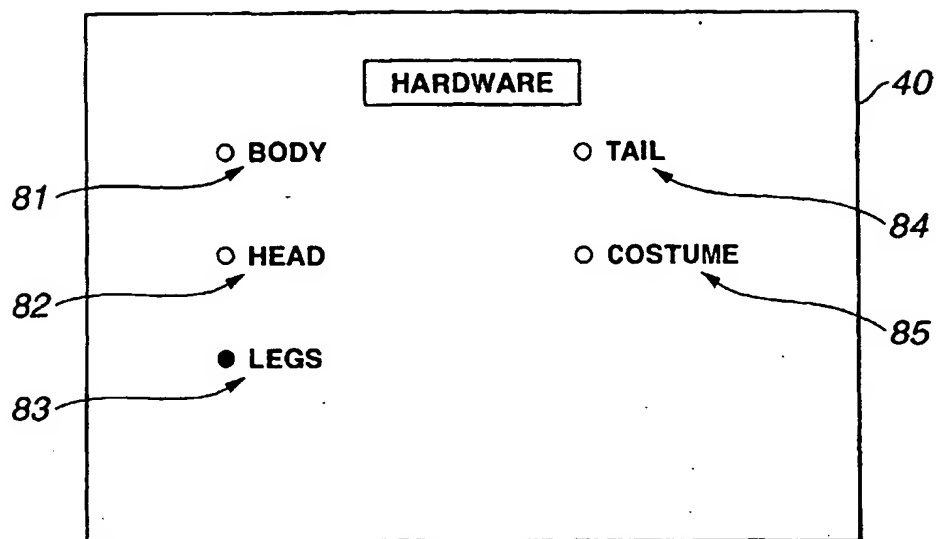 HARDWARE
40
BODY
TAIL
81
84
HEAD
COSTUME
82
85
LEGS
83